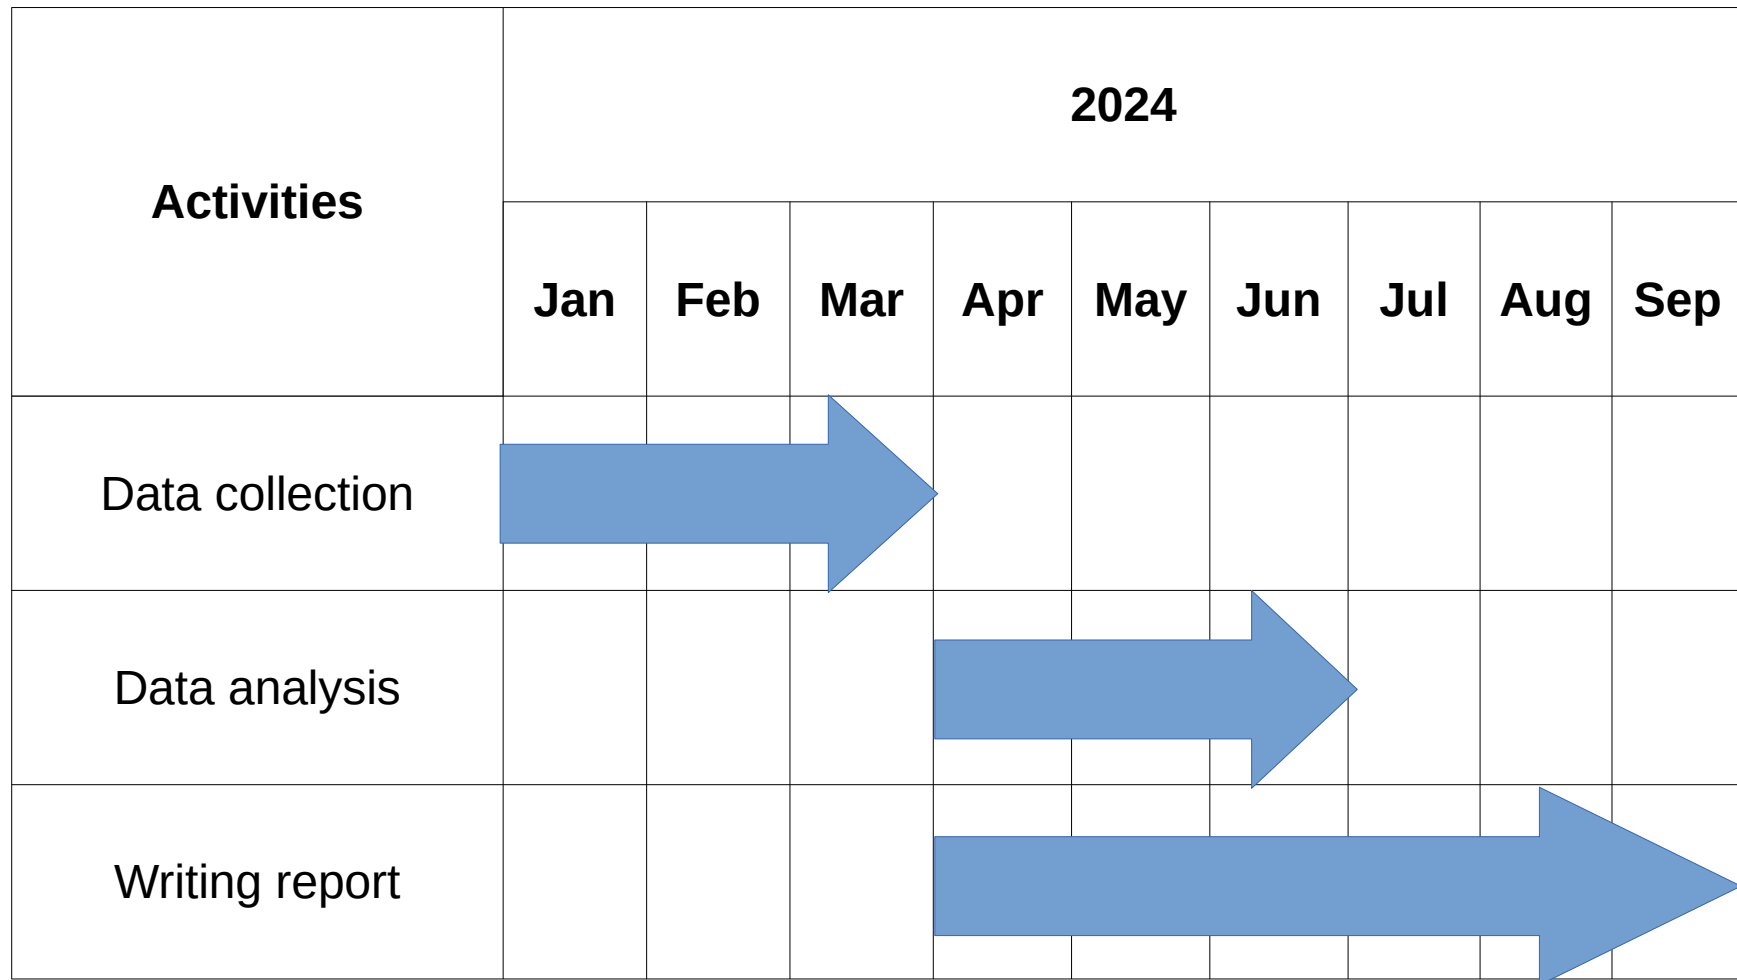 Activities
2024
Jan Feb Mar Apr May Jun Jul Aug Sep
Data collection
Data analysis
Writing report